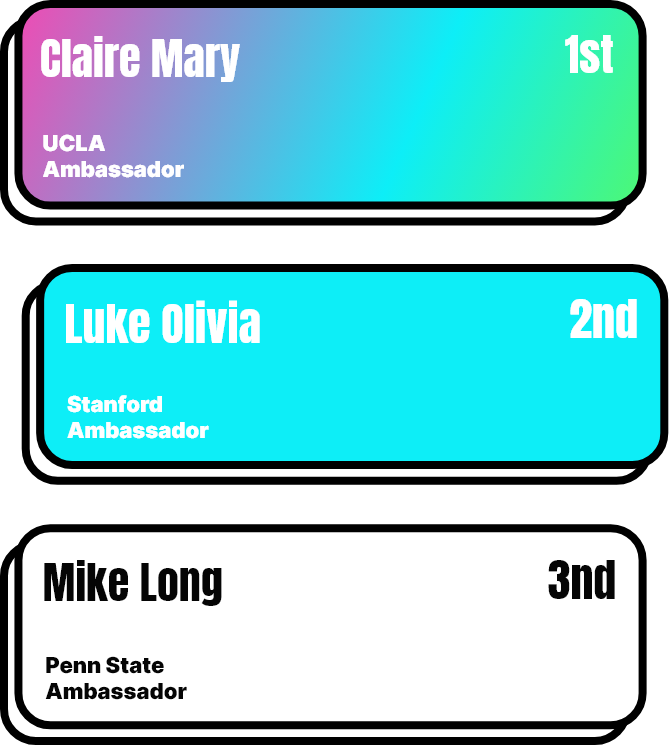 Claire Mary 1st
UCLA
Ambassador
Luke Olivia 2nd
Stanford
Ambassador
Mike Long 3nd
Penn State
Ambassador